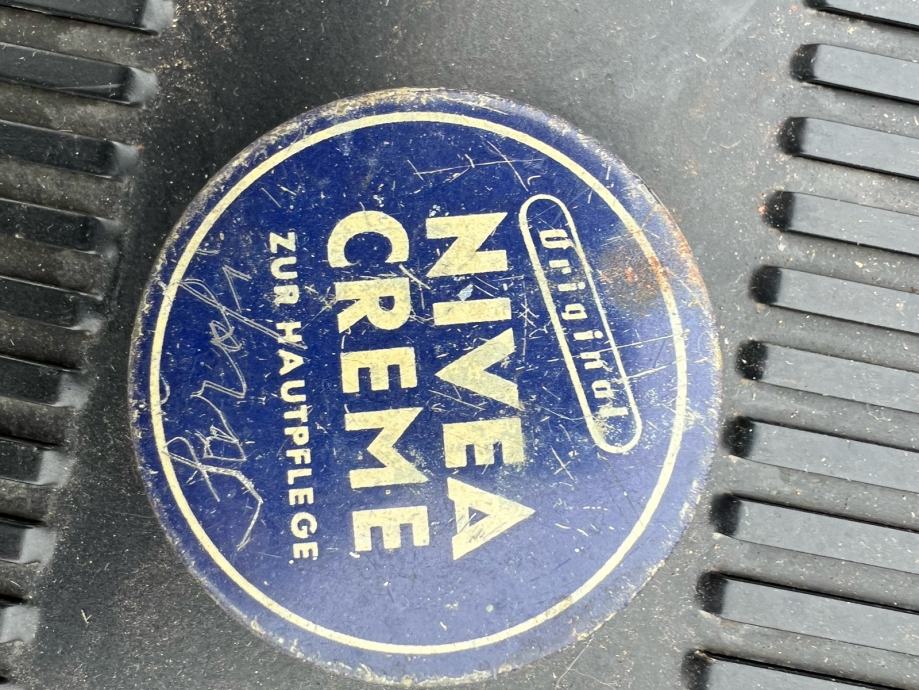 Original
NIVEA
CREME
ZUR HAUTPFLEGE.